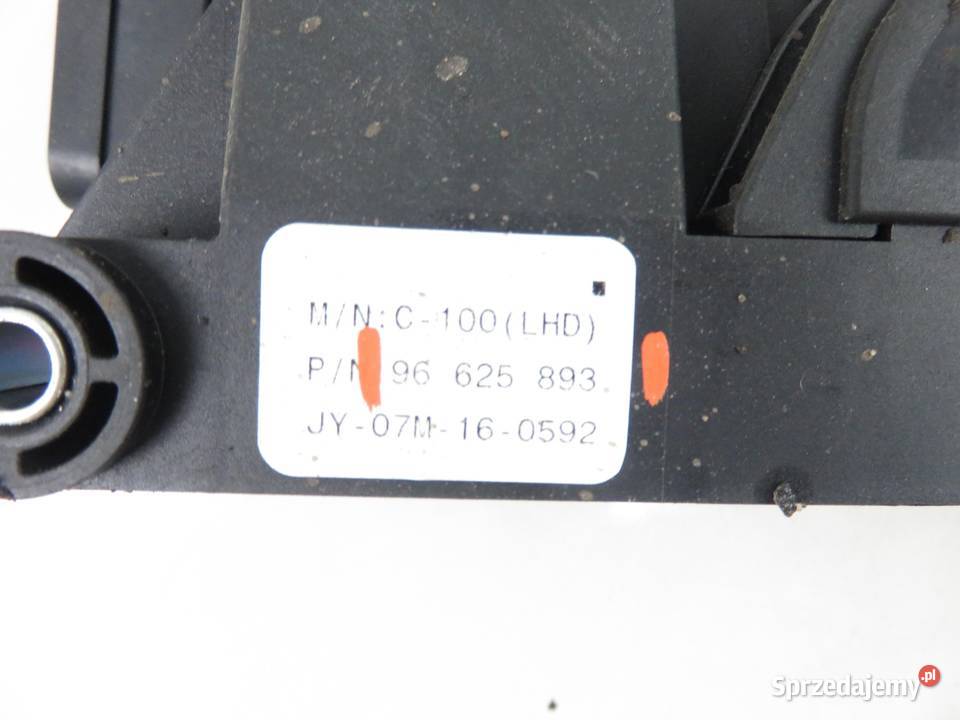 M/N:C-100(LHD)
P/N 96 625 893
JY-07M-16-0592
Sprzedajemy.pl